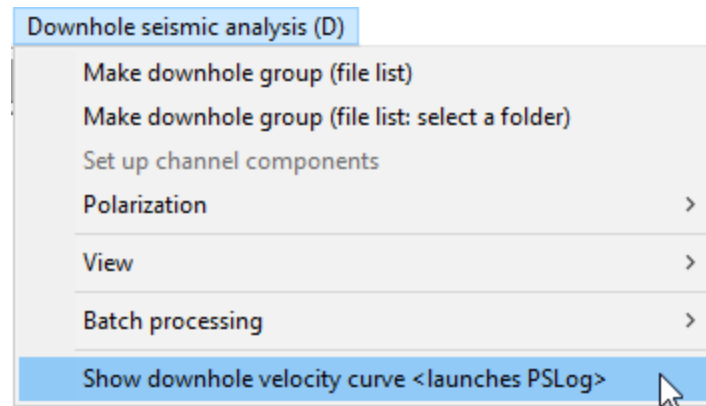 Downhole seismic analysis (D)
Make downhole group (file list)
Make downhole group (file list: select a folder)
Set up channel components
Polarization
View
Batch processing
Show downhole velocity curve <launches PSLog>